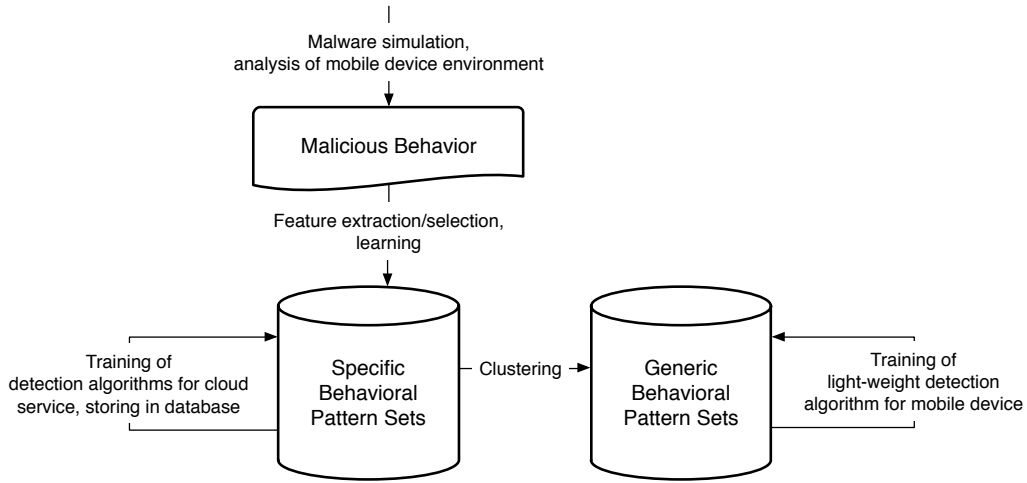 Malware simulation,
analysis of mobile device environment
Malicious Behavior
Feature extraction/selection,
learning
Training of
detection algorithms for cloud
service, storing in database
Specific
Behavioral
Pattern Sets
Clustering
Generic
Behavioral
Pattern Sets
Training of
light-weight detection
algorithm for mobile device